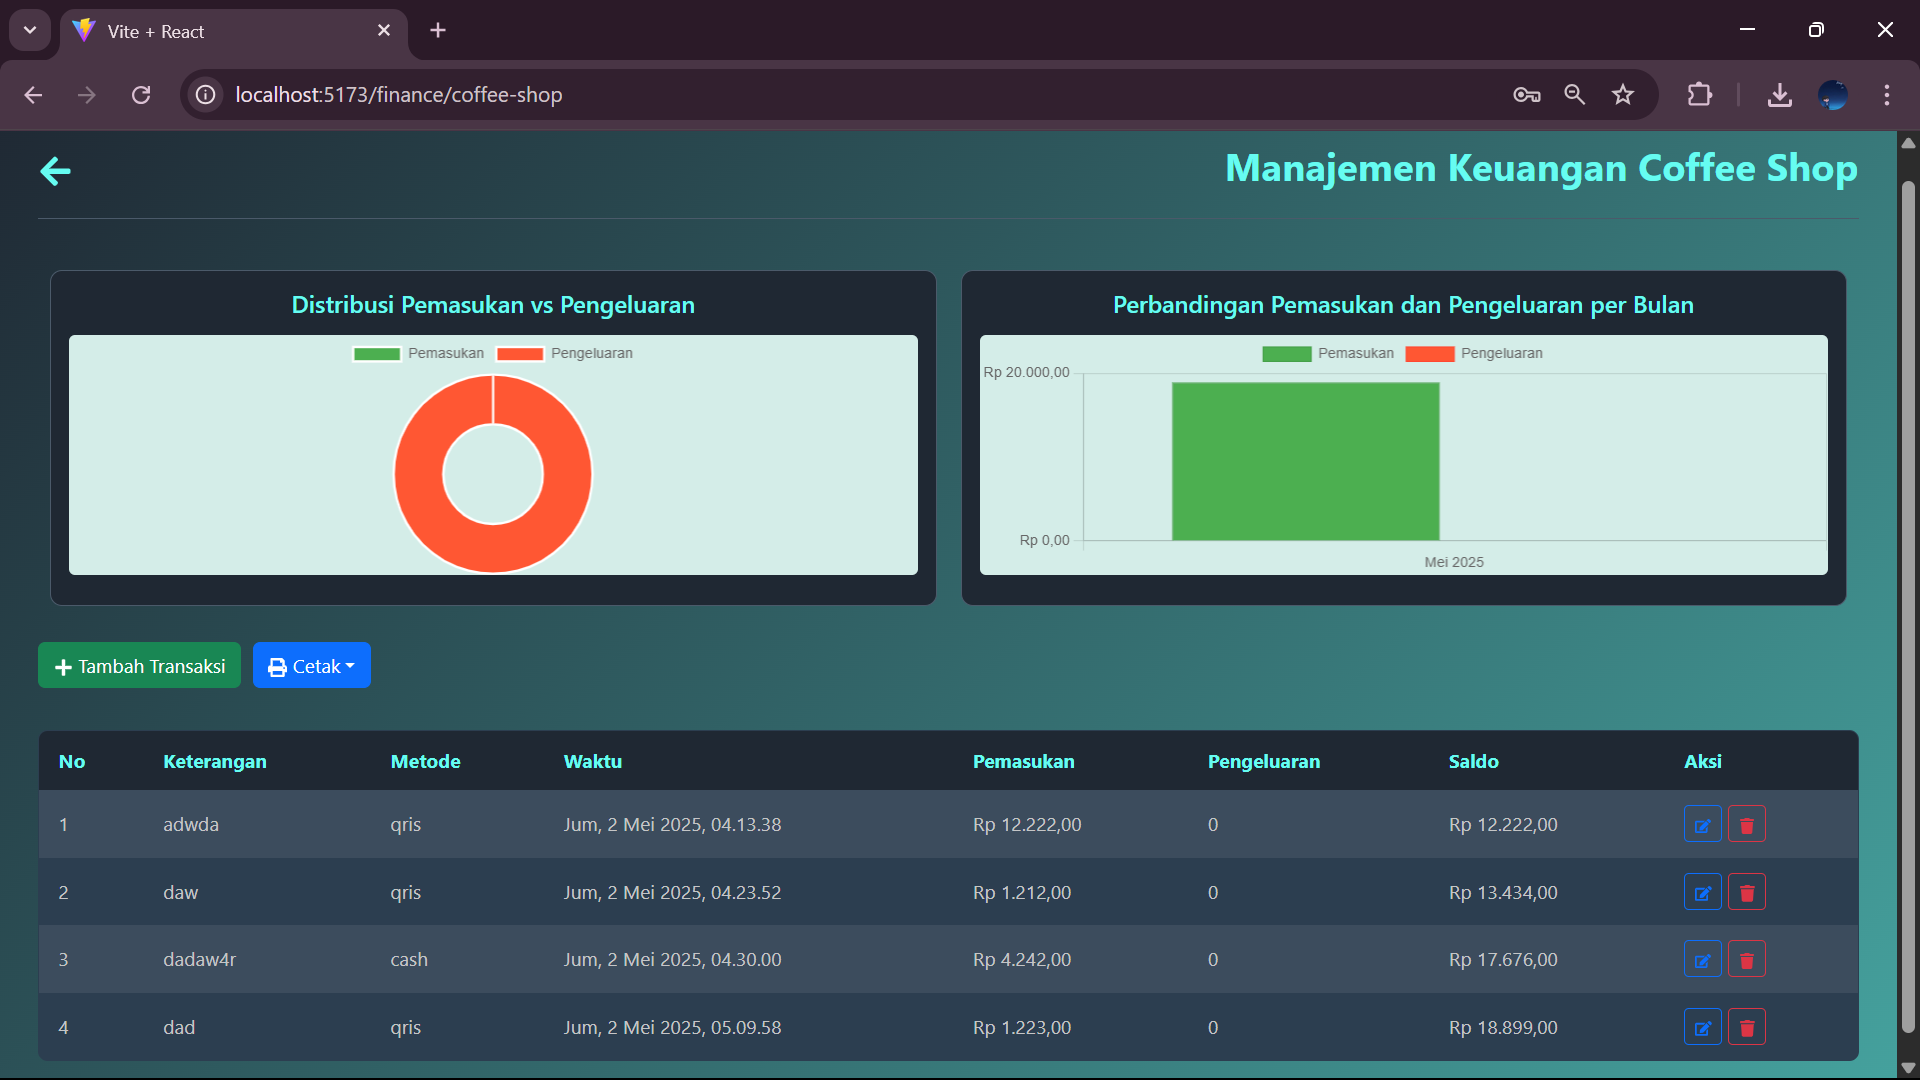 Vite + React
localhost:5173/finance/coffee-shop
Manajemen Keuangan Coffee Shop
Distribusi Pemasukan vs Pengeluaran
Pemasukan Pengeluaran
Perbandingan Pemasukan dan Pengeluaran per Bulan
Pemasukan Pengeluaran
Rp 20.000,00
Rp 0,00
Mei 2025
Tambah Transaksi Cetak
No Keterangan Metode Waktu Pemasukan Pengeluaran Saldo Aksi
1 adwda qris Jum, 2 Mei 2025, 04.13.38 Rp 12.222,00 0 Rp 12.222,00
2 daw qris Jum, 2 Mei 2025, 04.23.52 Rp 1.212,00 0 Rp 13.434,00
3 dadaw4r cash Jum, 2 Mei 2025, 04.30.00 Rp 4.242,00 0 Rp 17.676,00
4 dad qris Jum, 2 Mei 2025, 05.09.58 Rp 1.223,00 0 Rp 18.899,00